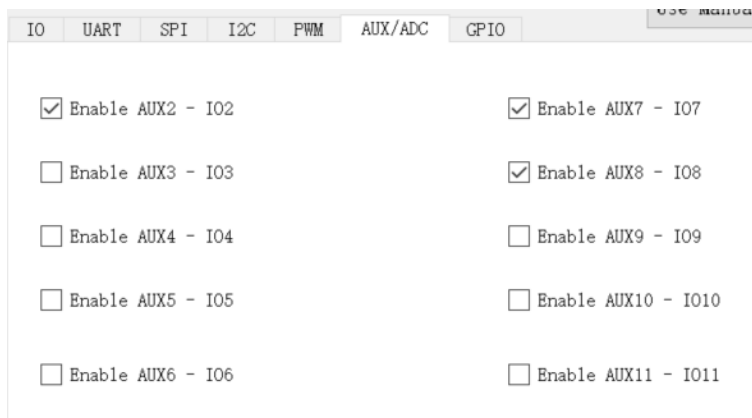 Use Manua
IO UART SPI I2C PWM AUX/ADC GPIO
Enable AUX2 - IO2 Enable AUX7 - IO7
Enable AUX3 - IO3 Enable AUX8 - IO8
Enable AUX4 - IO4 Enable AUX9 - IO9
Enable AUX5 - IO5 Enable AUX10 - IO10
Enable AUX6 - IO6 Enable AUX11 - IO11